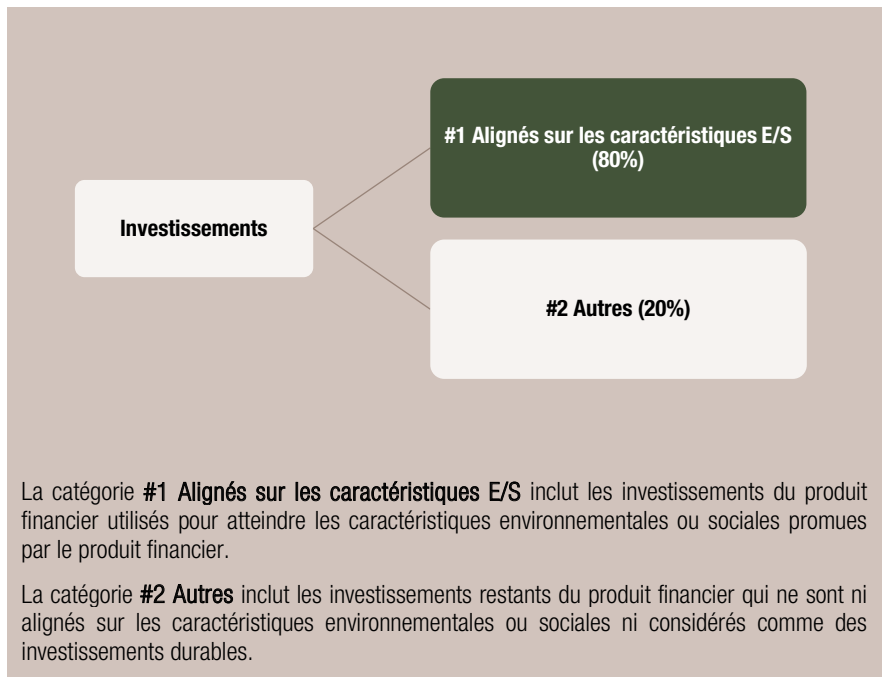 #1 Alignés sur les caractéristiques E/S
(80%)
Investissements
#2 Autres (20%)
La catégorie #1 Alignés sur les caractéristiques E/S inclut les investissements du produit
financier utilisés pour atteindre les caractéristiques environnementales ou sociales promues
par le produit financier.
La catégorie #2 Autres inclut les investissements restants du produit financier qui ne sont ni
alignés sur les caractéristiques environnementales ou sociales ni considérés comme des
investissements durables.